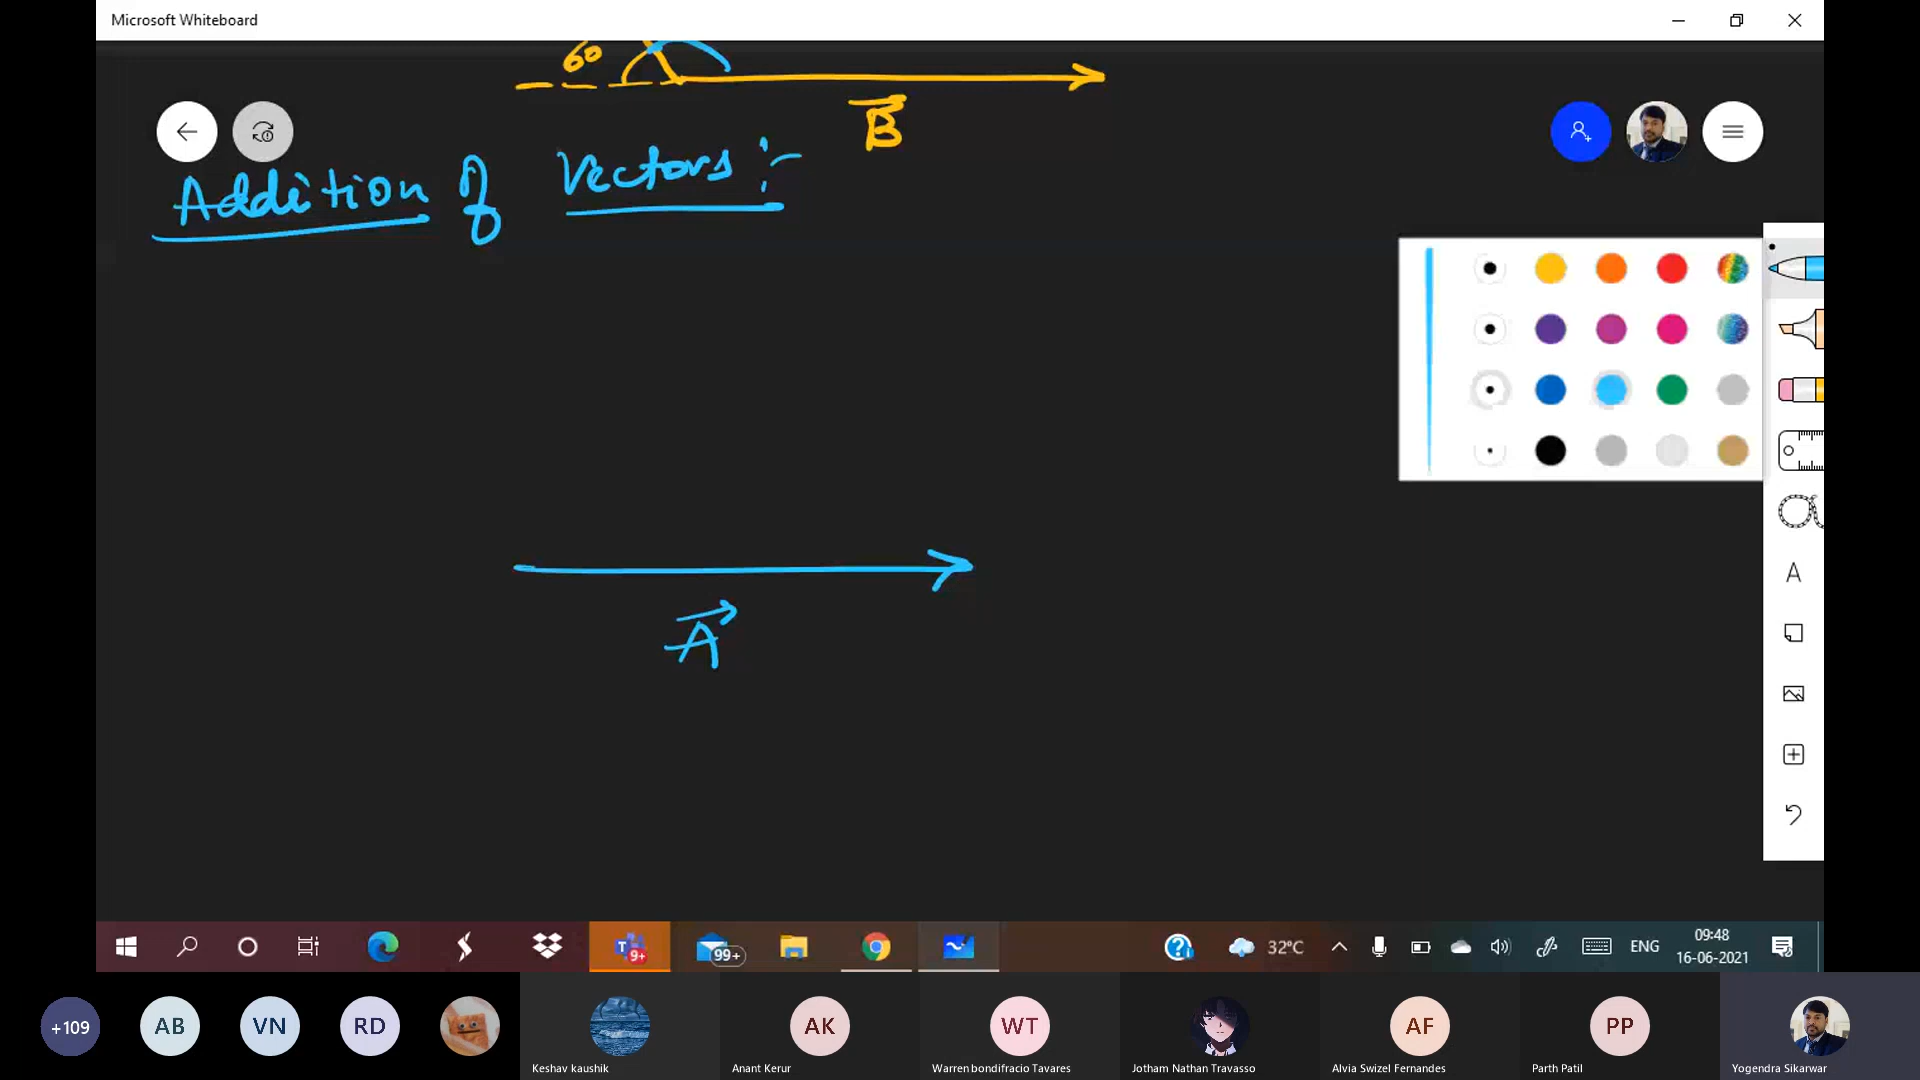 Microsoft Whiteboard
60
B
Addition of Vectors :-
A
A
T
9+
99+
32°C
ENG
09:48
16-06-2021
+109
AB
VN
RD
AK
WT
AF
PP
Keshav kaushik
Anant Kerur
Warren bondifracio Tavares
Jotham Nathan Travasso
Alvia Swizel Fernandes
Parth Patil
Yogendra Sikarwar